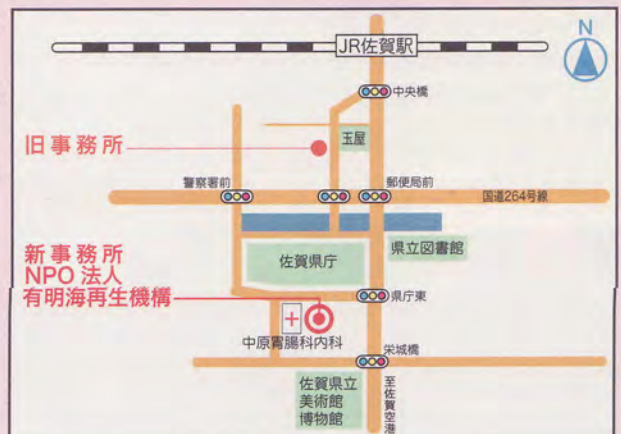 N
JR佐賀駅
中央橋
玉屋
旧事務所
警察署前
郵便局前
国道264号線
新事務所
NPO法人
有明海再生機構
佐賀県庁
県立図書館
県庁東
中原胃腸科内科
栄城橋
佐賀県立
美術館
博物館
至佐賀空港